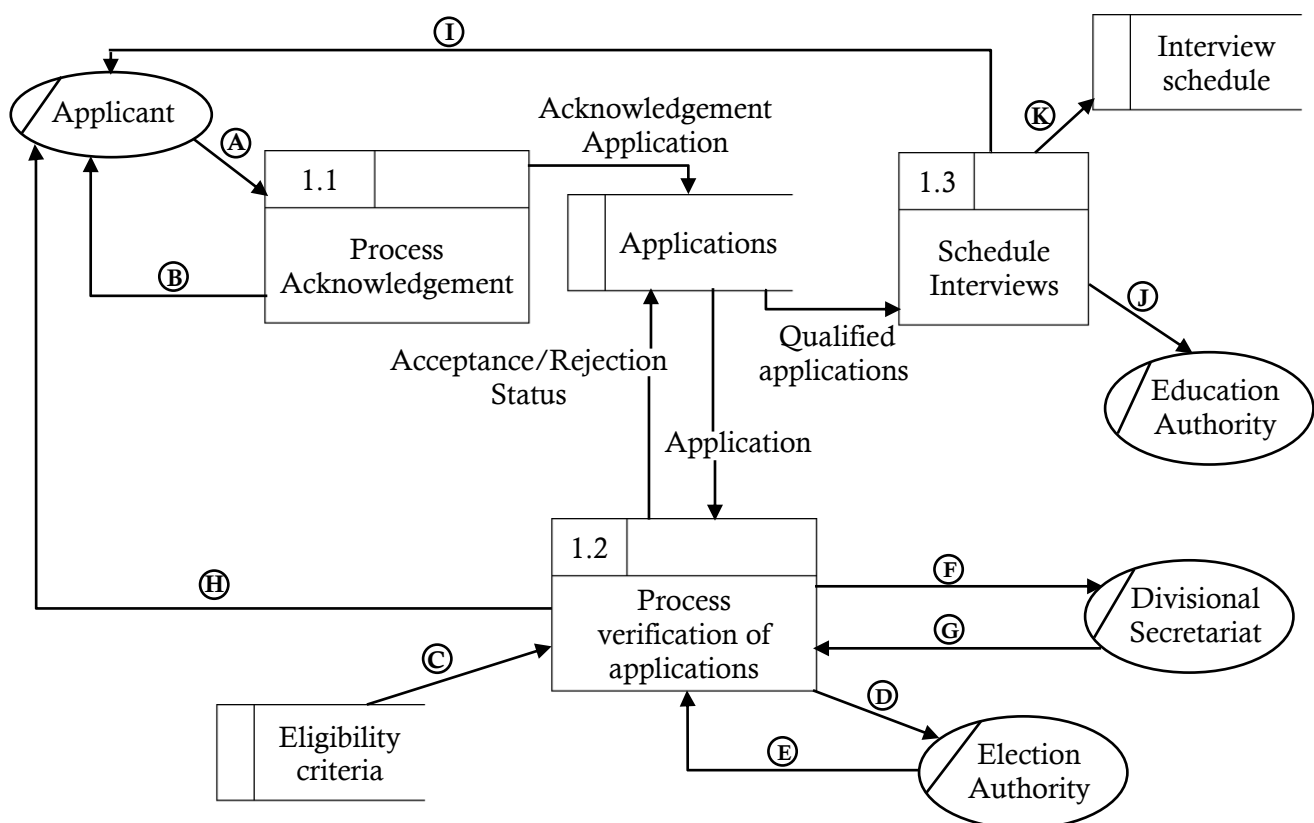 I
Interview
schedule
Applicant
A
Acknowledgement
Application
K
1.1
1.3
Process
Acknowledgement
Applications
Schedule
Interviews
B
J
Qualified
applications
Acceptance/Rejection
Status
Education
Authority
Application
1.2
H
F
Process
verification of
applications
Divisional
Secretariat
G
C
D
Eligibility
criteria
E
Election
Authority